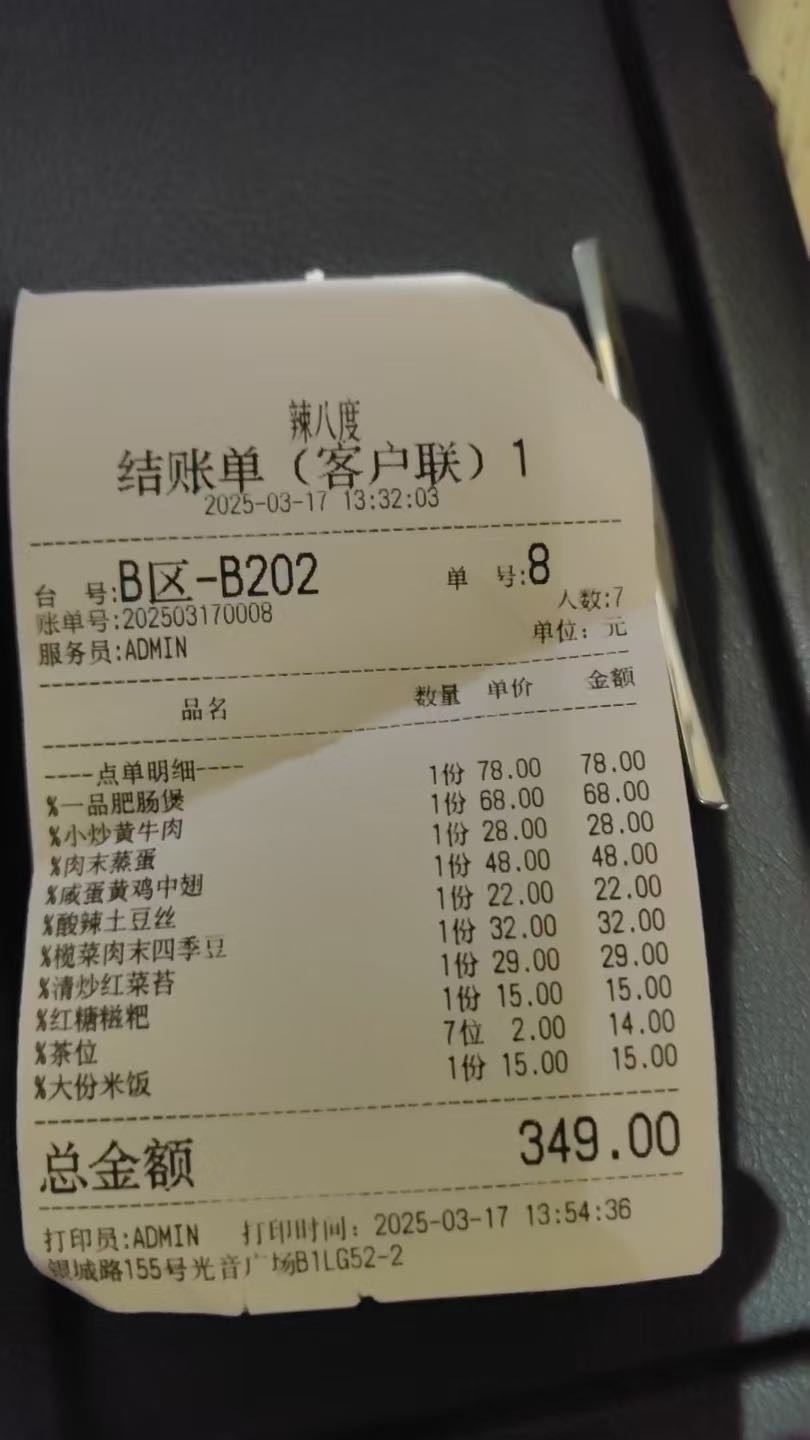 辣八度
结账单（客户联）1
2025-03-17 13:32:03
台 号:B区-B202 单 号:8
账单号:202503170008 人数:7
服务员:ADMIN 单位：元
品名 数量 单价 金额
----点单明细----
%一品肥肠煲 1份 78.00 78.00
%小炒黄牛肉 1份 68.00 68.00
%肉末蒸蛋 1份 28.00 28.00
%咸蛋黄鸡中翅 1份 48.00 48.00
%酸辣土豆丝 1份 22.00 22.00
%榄菜肉末四季豆 1份 32.00 32.00
%清炒红菜苔 1份 29.00 29.00
%红糖糍粑 1份 15.00 15.00
%茶位 7位 2.00 14.00
%大份米饭 1份 15.00 15.00
总金额 349.00
打印员:ADMIN 打印时间：2025-03-17 13:54:36
银城路155号光音广场B1LG52-2